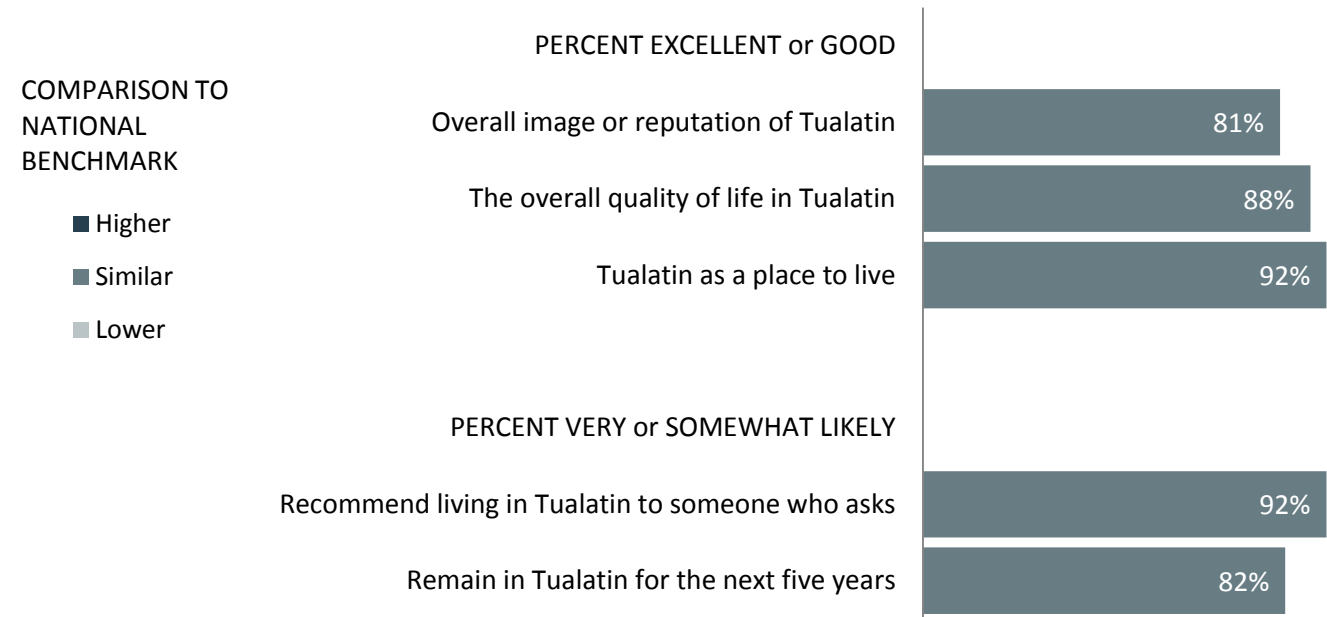 COMPARISON TO
NATIONAL
BENCHMARK
Higher
Similar
Lower
PERCENT EXCELLENT or GOOD
Overall image or reputation of Tualatin 81%
The overall quality of life in Tualatin 88%
Tualatin as a place to live 92%
PERCENT VERY or SOMEWHAT LIKELY
Recommend living in Tualatin to someone who asks 92%
Remain in Tualatin for the next five years 82%